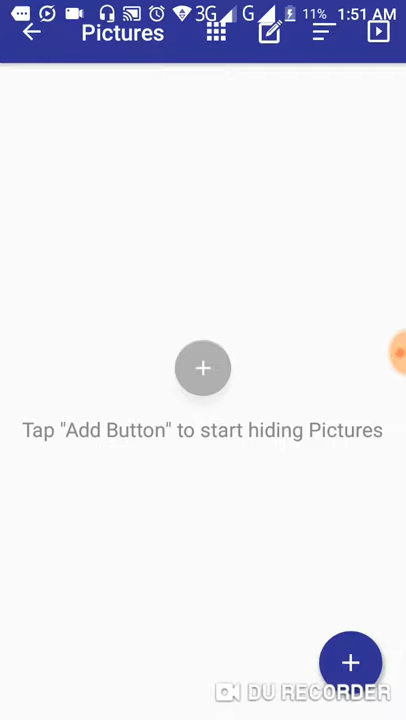 3G G 11% 1:51 AM
Pictures
Tap "Add Button" to start hiding Pictures
DU RECORDER